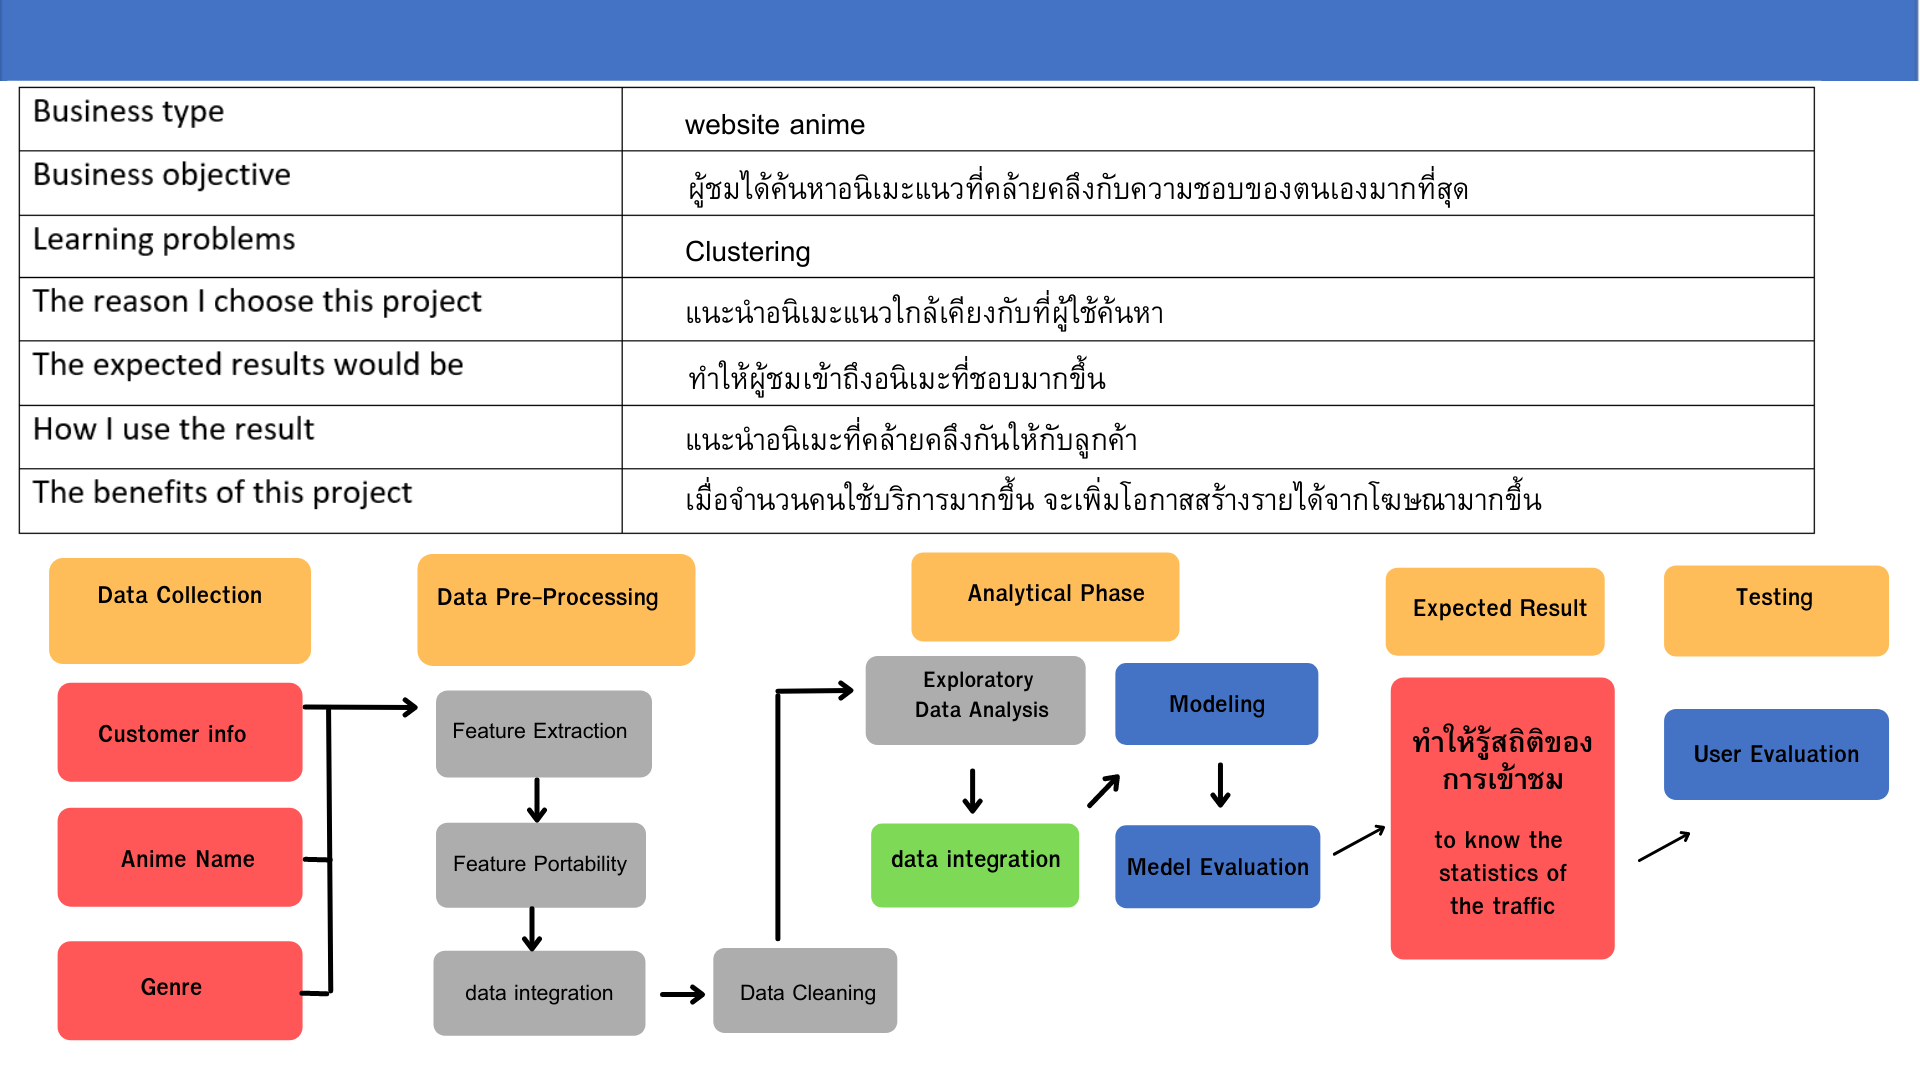 Business type
website anime
Business objective
ผู้ชมได้ค้นหาอนิเมะแนวที่คล้ายคลึงกับความชอบของตนเองมากที่สุด
Learning problems
Clustering
The reason I choose this project
แนะนำอนิเมะแนวใกล้เคียงกับที่ผู้ใช้ค้นหา
The expected results would be
ทำให้ผู้ชมเข้าถึงอนิเมะที่ชอบมากขึ้น
How I use the result
แนะนำอนิเมะที่คล้ายคลึงกันให้กับลูกค้า
The benefits of this project
เมื่อจำนวนคนใช้บริการมากขึ้น จะเพิ่มโอกาสสร้างรายได้จากโฆษณามากขึ้น
Data Collection
Customer info
Anime Name
Genre
Data Pre-Processing
Feature Extraction
Feature Portability
data integration
Data Cleaning
Analytical Phase
Exploratory
Data Analysis
data integration
Modeling
Medel Evaluation
Expected Result
ทำให้รู้สถิติของ
การเข้าชม
to know the
statistics of
the traffic
Testing
User Evaluation